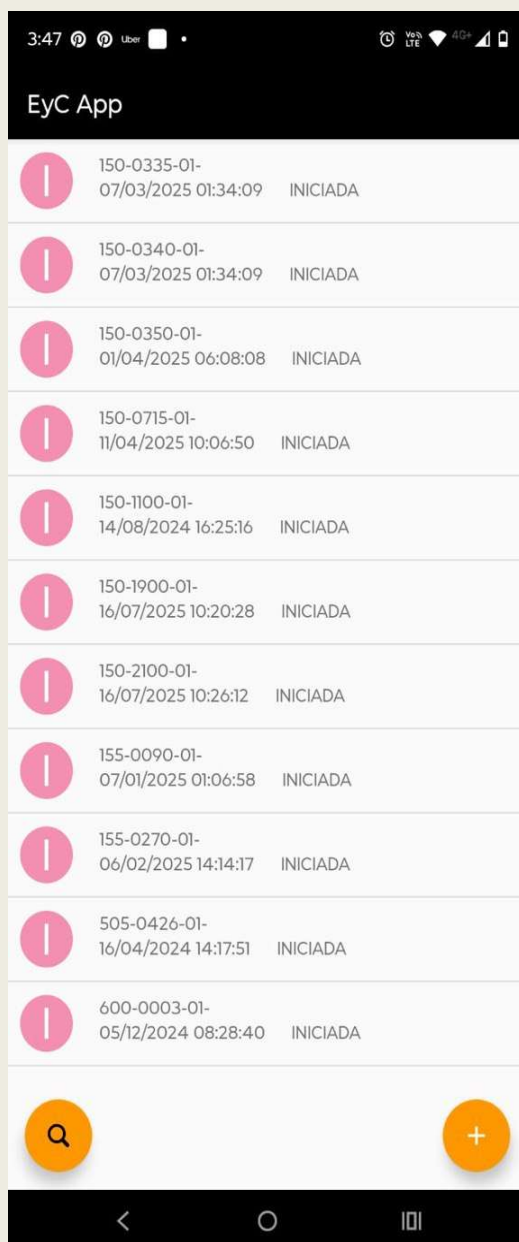 3:47 Uber VoD LTE 4G+
EyC App
I 150-0335-01-
07/03/2025 01:34:09 INICIADA
I 150-0340-01-
07/03/2025 01:34:09 INICIADA
I 150-0350-01-
01/04/2025 06:08:08 INICIADA
I 150-0715-01-
11/04/2025 10:06:50 INICIADA
I 150-1100-01-
14/08/2024 16:25:16 INICIADA
I 150-1900-01-
16/07/2025 10:20:28 INICIADA
I 150-2100-01-
16/07/2025 10:26:12 INICIADA
I 155-0090-01-
07/01/2025 01:06:58 INICIADA
I 155-0270-01-
06/02/2025 14:14:17 INICIADA
I 505-0426-01-
16/04/2024 14:17:51 INICIADA
I 600-0003-01-
05/12/2024 08:28:40 INICIADA